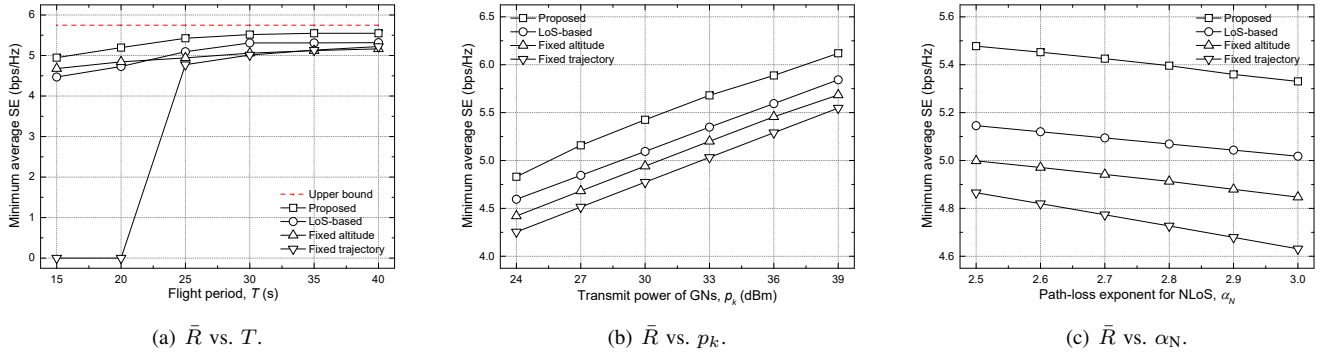 6
5
4
3
2
1
0
Minimum average SE (bps/Hz)
Upper bound
Proposed
LoS-based
Fixed altitude
Fixed trajectory
15 20 25 30 35 40
Flight period, T (s)
(a) R̄ vs. T.
6.5
6.0
5.5
5.0
4.5
4.0
Minimum average SE (bps/Hz)
Proposed
LoS-based
Fixed altitude
Fixed trajectory
24 27 30 33 36 39
Transmit power of GNs, p_k (dBm)
(b) R̄ vs. p_k.
5.6
5.4
5.2
5.0
4.8
4.6
Minimum average SE (bps/Hz)
Proposed
LoS-based
Fixed altitude
Fixed trajectory
2.5 2.6 2.7 2.8 2.9 3.0
Path-loss exponent for NLoS, α_N
(c) R̄ vs. α_N.